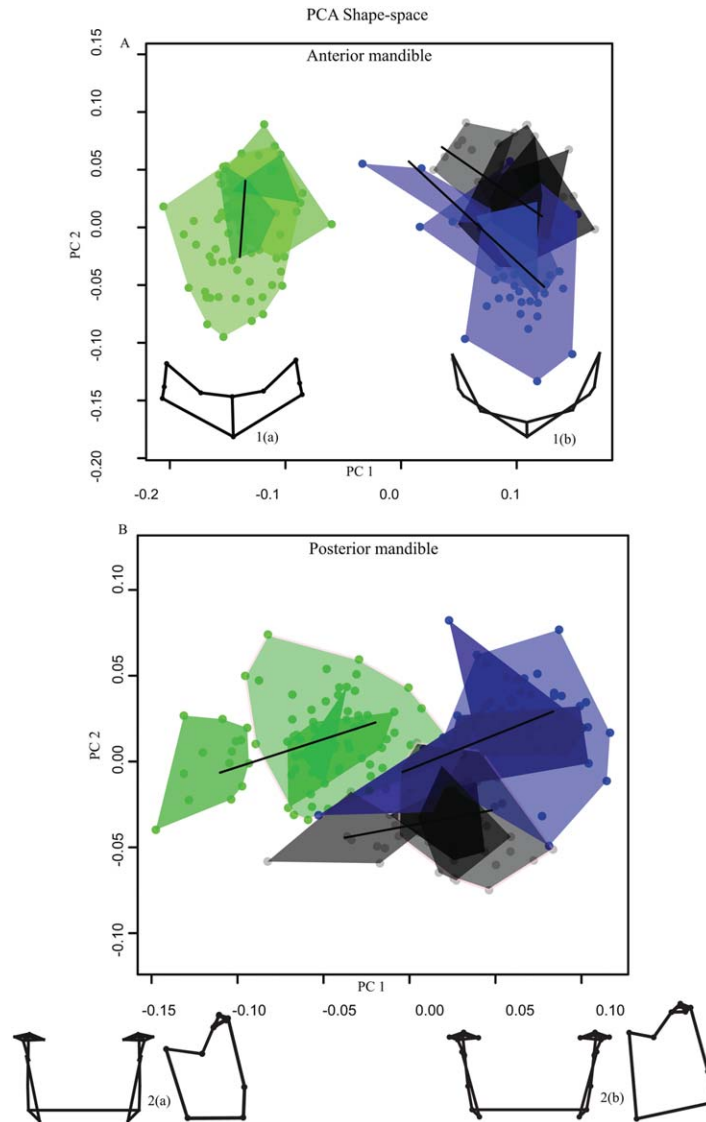 PCA Shape-space
A
Anterior mandible
0.15
0.10
0.05
0.00
-0.05
-0.10
-0.15
-0.20
PC 2
1(a)
1(b)
PC 1
-0.2
-0.1
0.0
0.1
B
Posterior mandible
0.10
0.05
0.00
-0.05
-0.10
PC 2
PC 1
-0.15
-0.10
-0.05
0.00
0.05
0.10
2(a)
2(b)